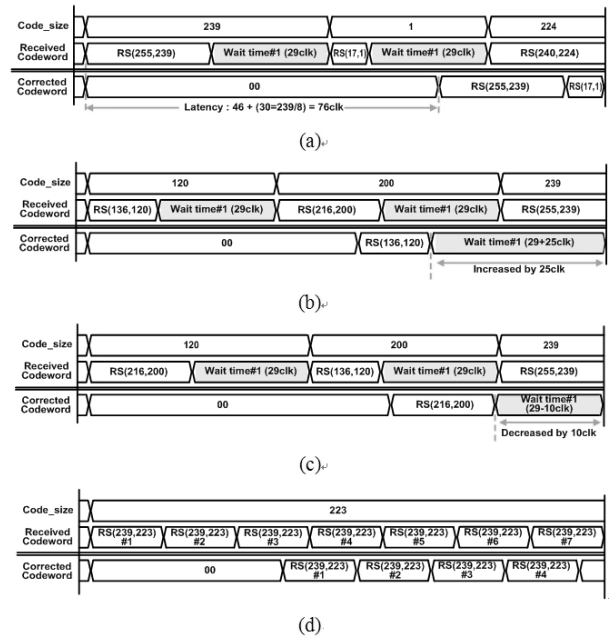 Code_size 239 1 224
Received Codeword RS(255,239) Wait time#1 (29clk) RS(17,1) Wait time#1 (29clk) RS(240,224)
Corrected Codeword 00 RS(255,239) RS(17,1)
Latency : 46 + (30=239/8) = 76clk
(a)
Code_size 120 200 239
Received Codeword RS(136,120) Wait time#1 (29clk) RS(216,200) Wait time#1 (29clk) RS(255,239)
Corrected Codeword 00 RS(136,120) Wait time#1 (29+25clk)
Increased by 25clk
(b)
Code_size 120 200 239
Received Codeword RS(216,200) Wait time#1 (29clk) RS(136,120) Wait time#1 (29clk) RS(255,239)
Corrected Codeword 00 RS(216,200) Wait time#1 (29-10clk)
Decreased by 10clk
(c)
Code_size 223
Received Codeword RS(239,223) #1 RS(239,223) #2 RS(239,223) #3 RS(239,223) #4 RS(239,223) #5 RS(239,223) #6 RS(239,223) #7
Corrected Codeword 00 RS(239,223) #1 RS(239,223) #2 RS(239,223) #3 RS(239,223) #4
(d)